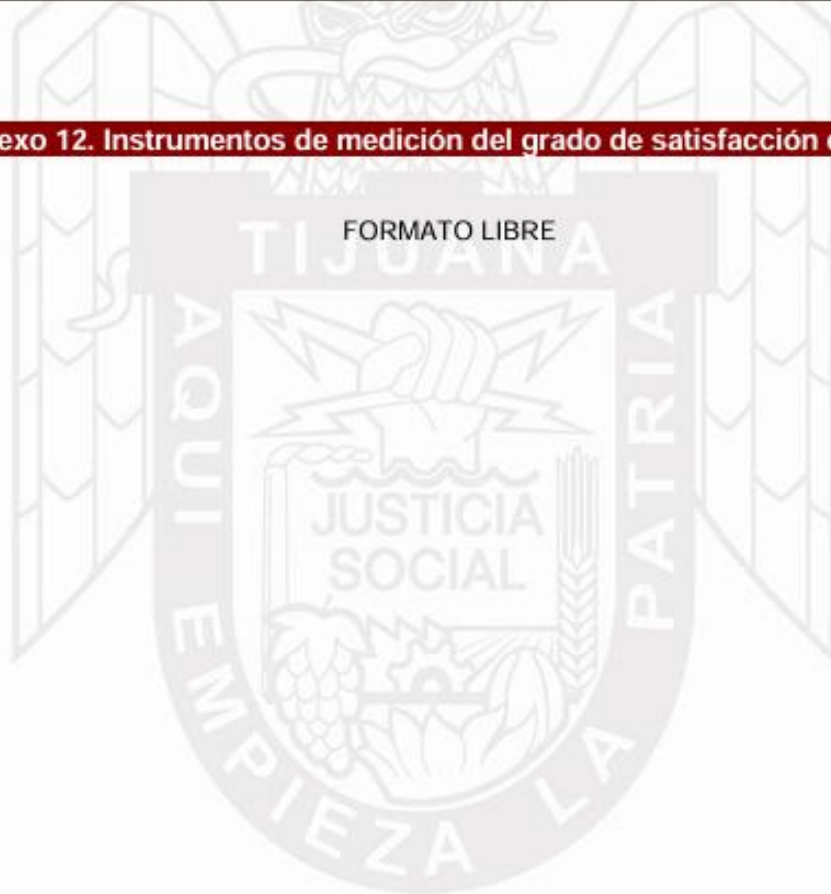 exo 12. Instrumentos de medición del grado de satisfacción
FORMATO LIBRE
TIJUANA
AQUI EMPIEZA LA PATRIA
JUSTICIA
SOCIAL